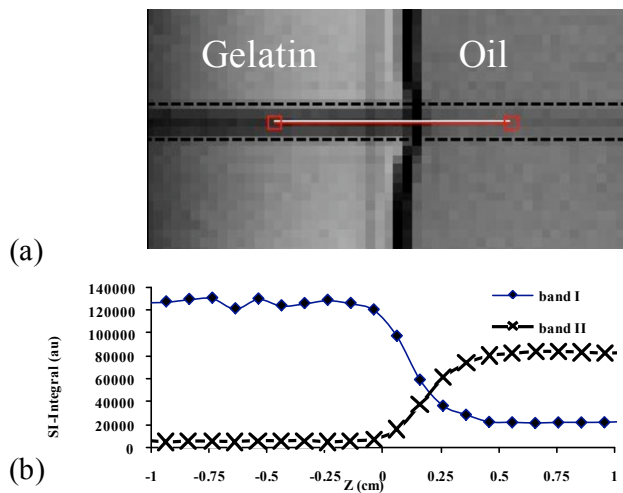 Gelatin Oil
(a)
140000
120000
100000
80000
60000
40000
20000
0
SI-Integral (au)
band I
band II
-1 -0.75 -0.5 -0.25 0 0.25 0.5 0.75 1
Z (cm)
(b)